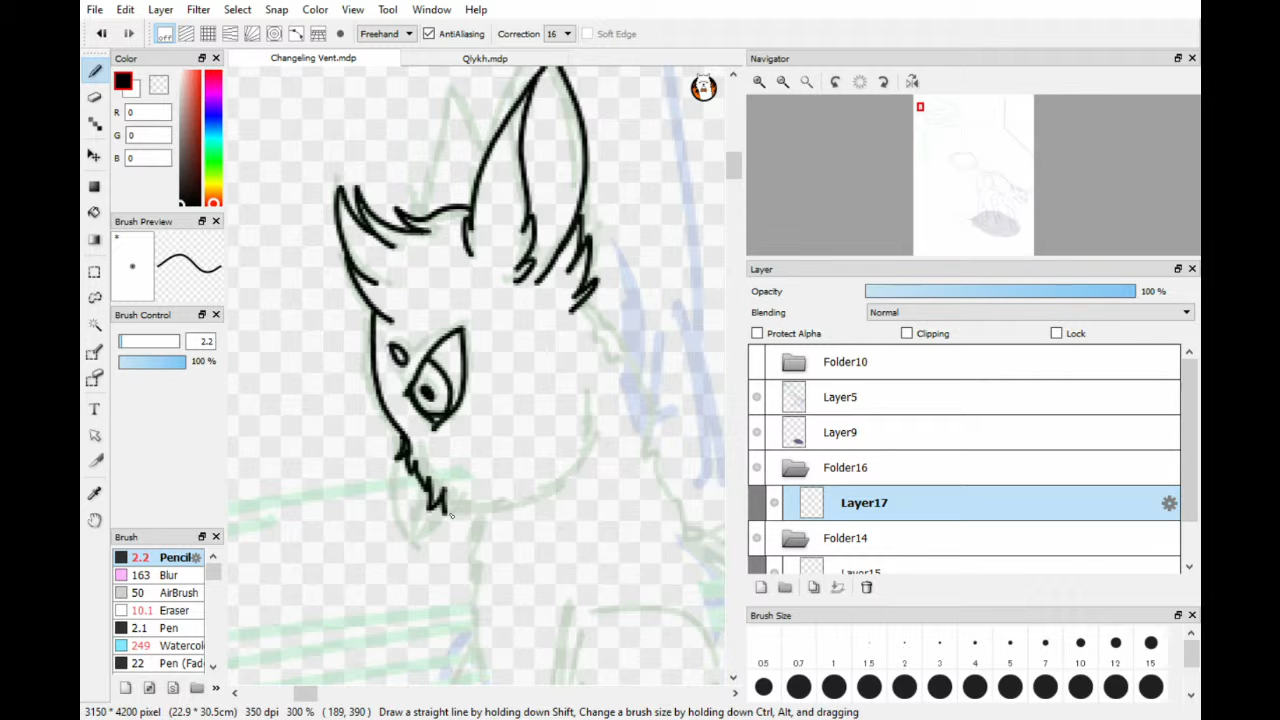 File Edit Layer Filter Select Snap Color View Tool Window Help
off Freehand AntiAliasing Correction 16 Soft Edge
Color
R 0
G 0
B 0
Brush Preview
*
Brush Control
2.2
100 %
Brush
2.2 Pencil
163 Blur
50 AirBrush
10.1 Eraser
2.1 Pen
249 Watercol
22 Pen (Fad
Changeling Vent.mdp Qlykh.mdp
Navigator
Layer
Opacity 100 %
Blending Normal
Protect Alpha Clipping Lock
Folder10
Layer5
Layer9
Folder16
Layer17
Folder14
Layer15
Brush Size
0.5 0.7 1 1.5 2 3 4 5 7 10 12 15
3150 * 4200 pixel (22.9 * 30.5cm) 350 dpi 300 % ( 189, 390 ) Draw a straight line by holding down Shift, Change a brush size by holding down Ctrl, Alt, and dragging